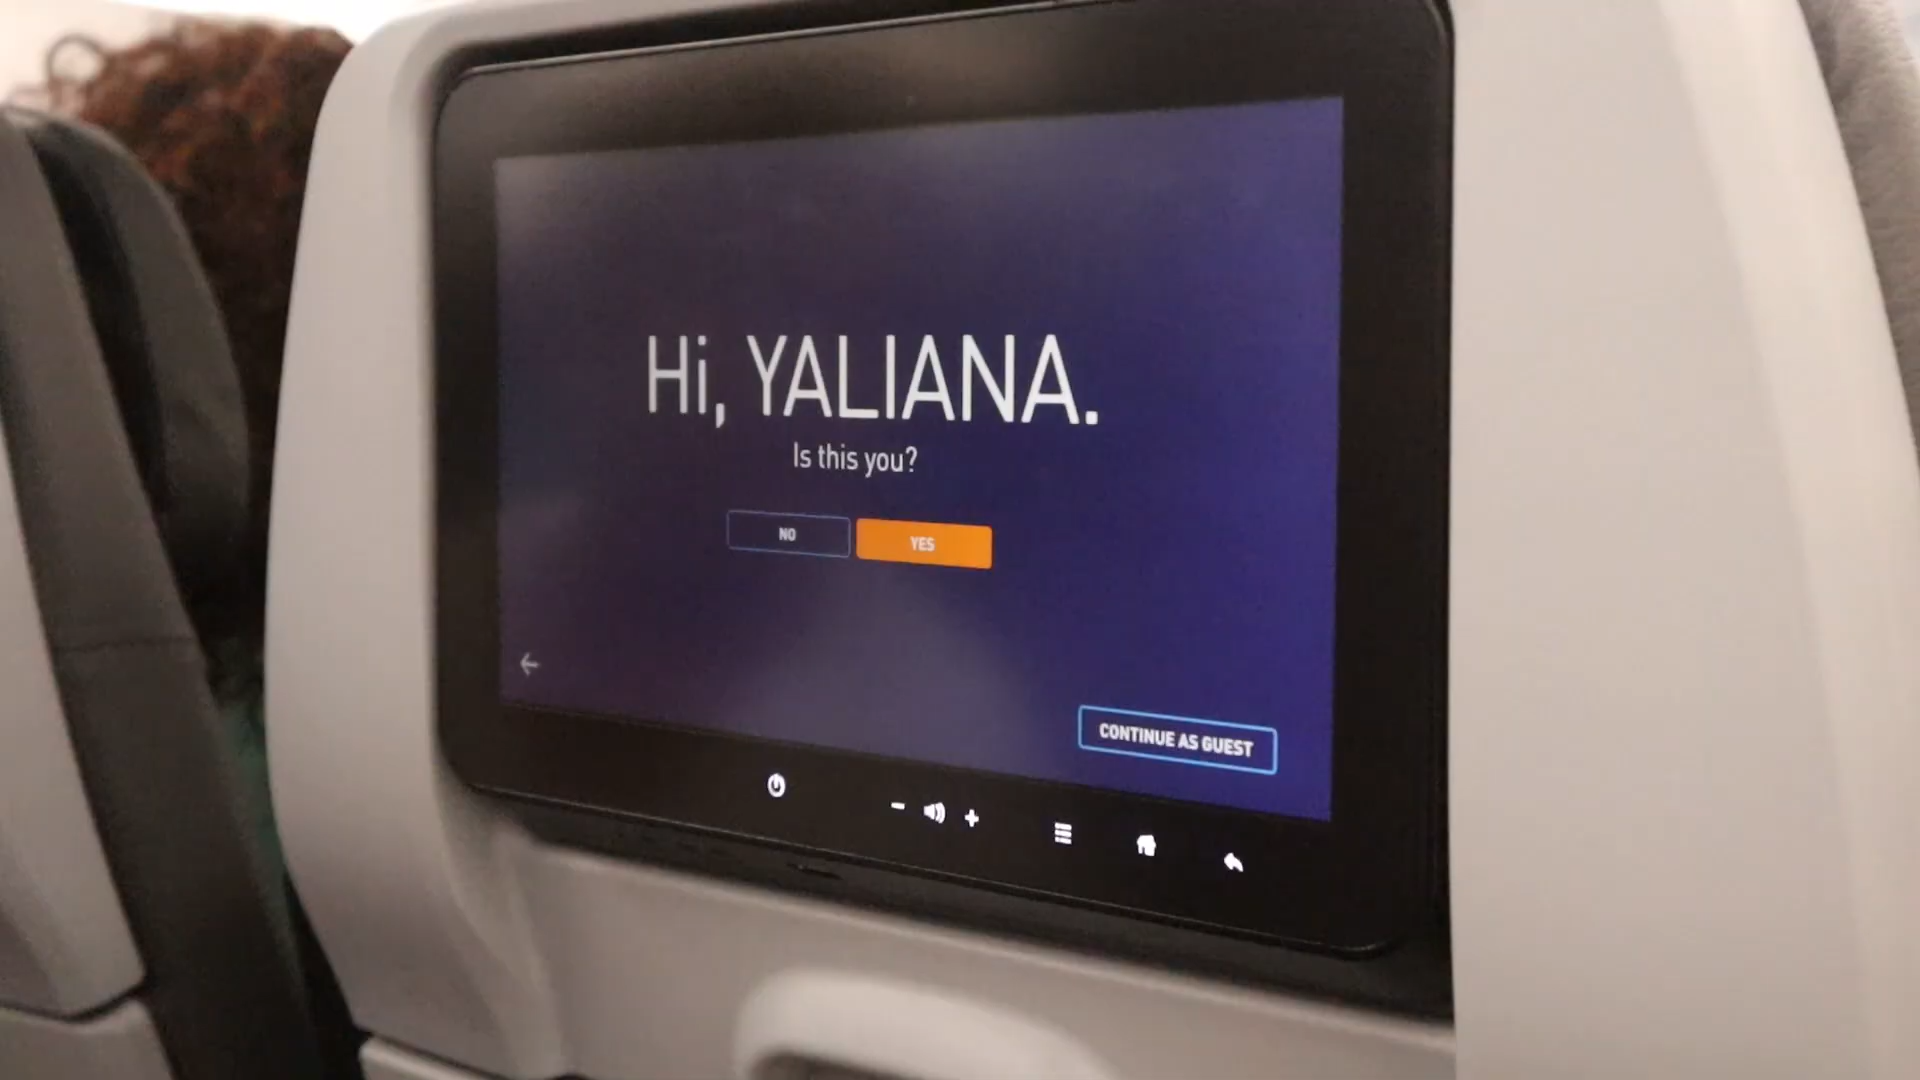 Hi, YALIANA.
Is this you?
NO
YES
CONTINUE AS GUEST